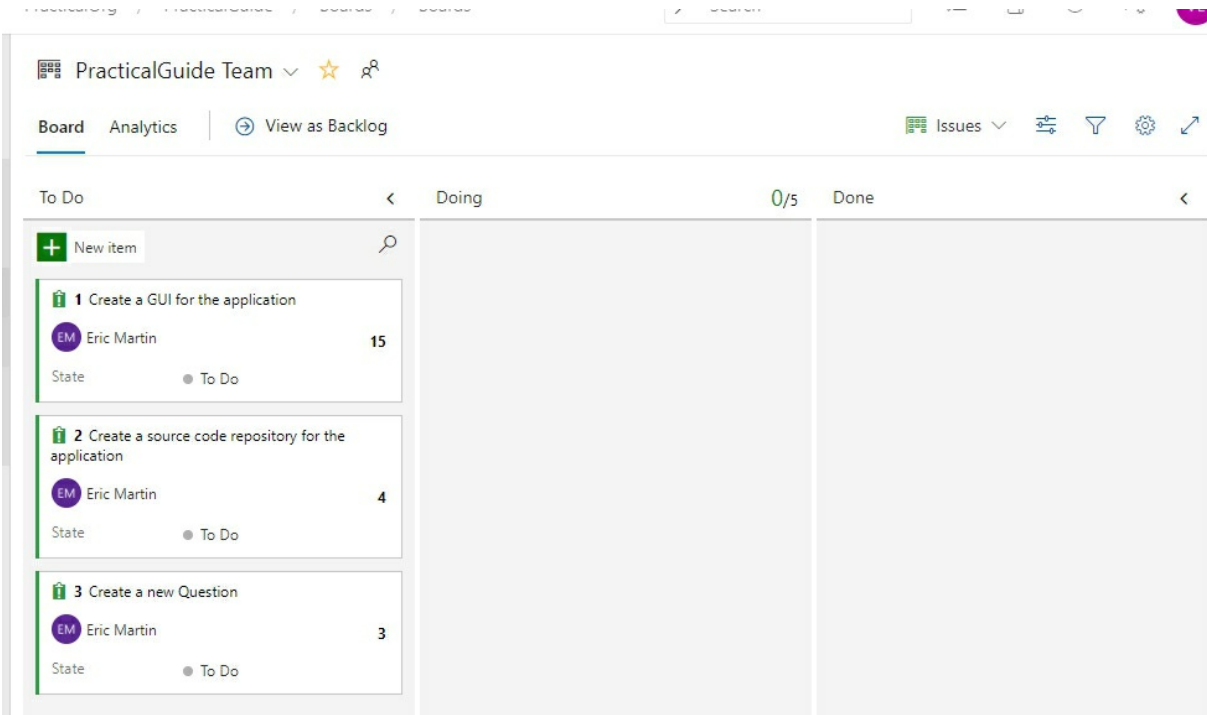 PracticalGuide Team
Board Analytics View as Backlog Issues
To Do Doing 0/5 Done
New item
1 Create a GUI for the application
EM Eric Martin 15
State To Do
2 Create a source code repository for the
application
EM Eric Martin 4
State To Do
3 Create a new Question
EM Eric Martin 3
State To Do